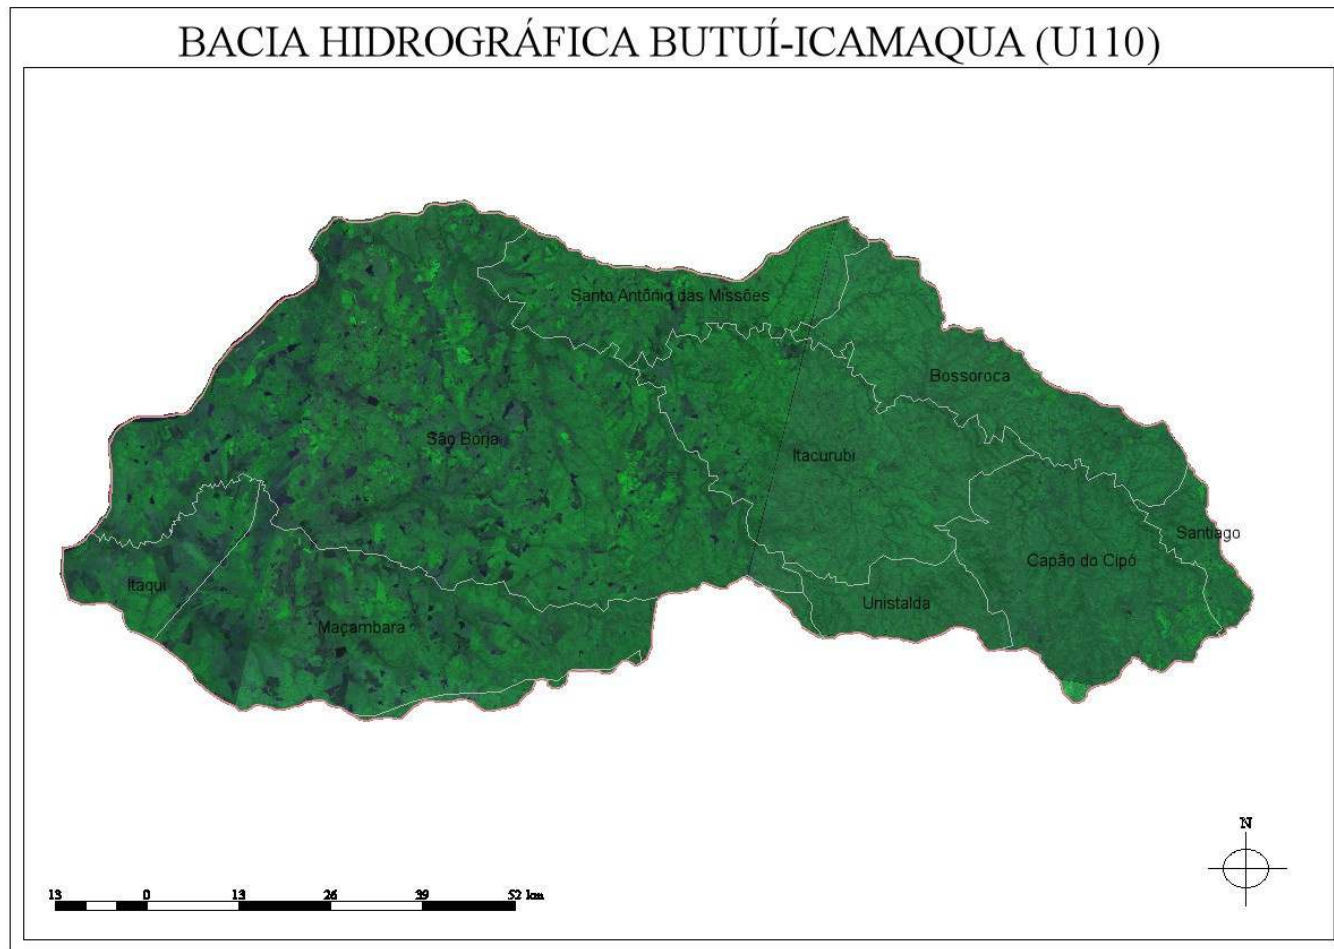 BACIA HIDROGRÁFICA BUTUÍ-ICAMAQUA (U110)
Santo Antônio das Missões
Bossoroca
São Borja
Itacurubi
Santiago
Capão do Cipó
Itaqui
Unistalda
Maçambara
N
13 0 13 26 39 52 km